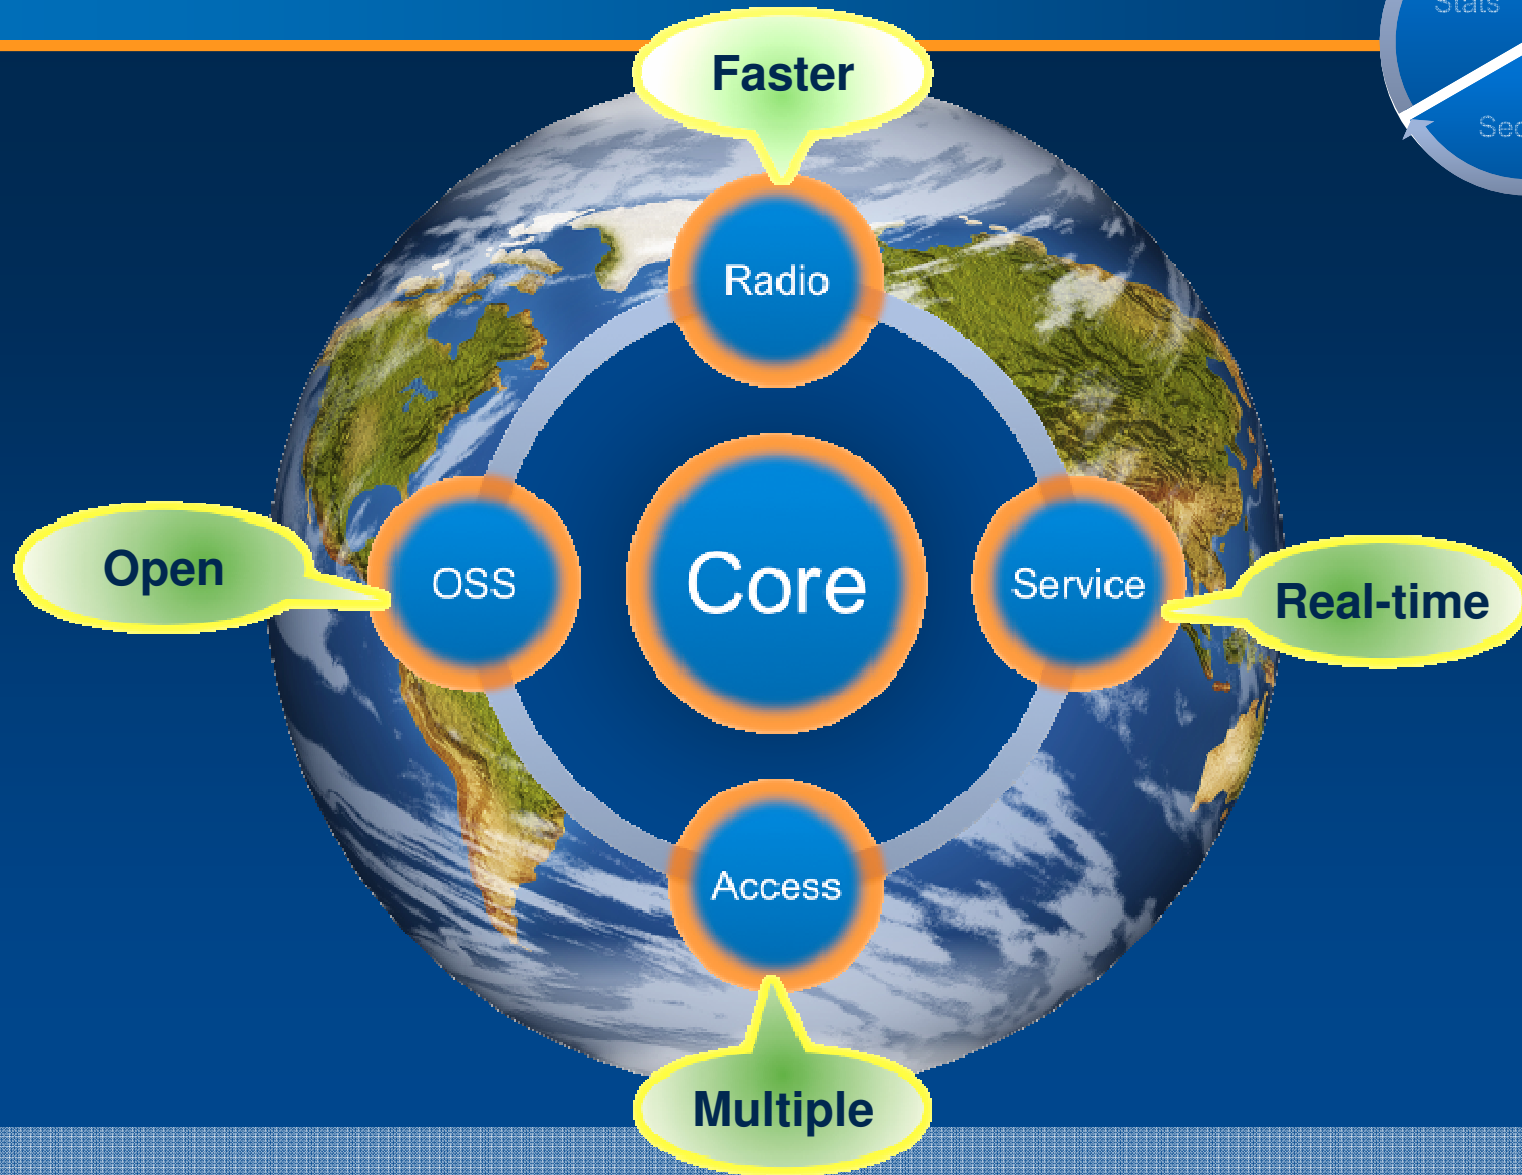 Stats
Faster
Radio
Open
OSS
Core
Service
Real-time
Access
Multiple